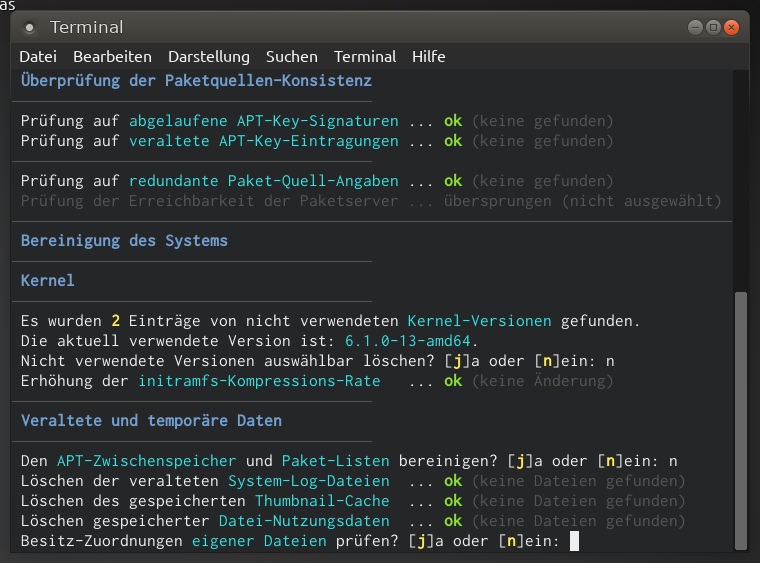 as
Terminal
Datei Bearbeiten Darstellung Suchen Terminal Hilfe
Überprüfung der Paketquellen-Konsistenz
Prüfung auf abgelaufene APT-Key-Signaturen ... ok (keine gefunden)
Prüfung auf veraltete APT-Key-Eintragungen ... ok (keine gefunden)
Prüfung auf redundante Paket-Quell-Angaben ... ok (keine gefunden)
Prüfung der Erreichbarkeit der Paketserver ... übersprungen (nicht ausgewählt)
Bereinigung des Systems
Kernel
Es wurden 2 Einträge von nicht verwendeten Kernel-Versionen gefunden.
Die aktuell verwendete Version ist: 6.1.0-13-amd64.
Nicht verwendete Versionen auswählbar löschen? [j]a oder [n]ein: n
Erhöhung der initramfs-Kompressions-Rate ... ok (keine Änderung)
Veraltete und temporäre Daten
Den APT-Zwischenspeicher und Paket-Listen bereinigen? [j]a oder [n]ein: n
Löschen der veralteten System-Log-Dateien ... ok (keine Dateien gefunden)
Löschen des gespeicherten Thumbnail-Cache ... ok (keine Dateien gefunden)
Löschen gespeicherter Datei-Nutzungsdaten ... ok (keine Dateien gefunden)
Besitz-Zuordnungen eigener Dateien prüfen? [j]a oder [n]ein: